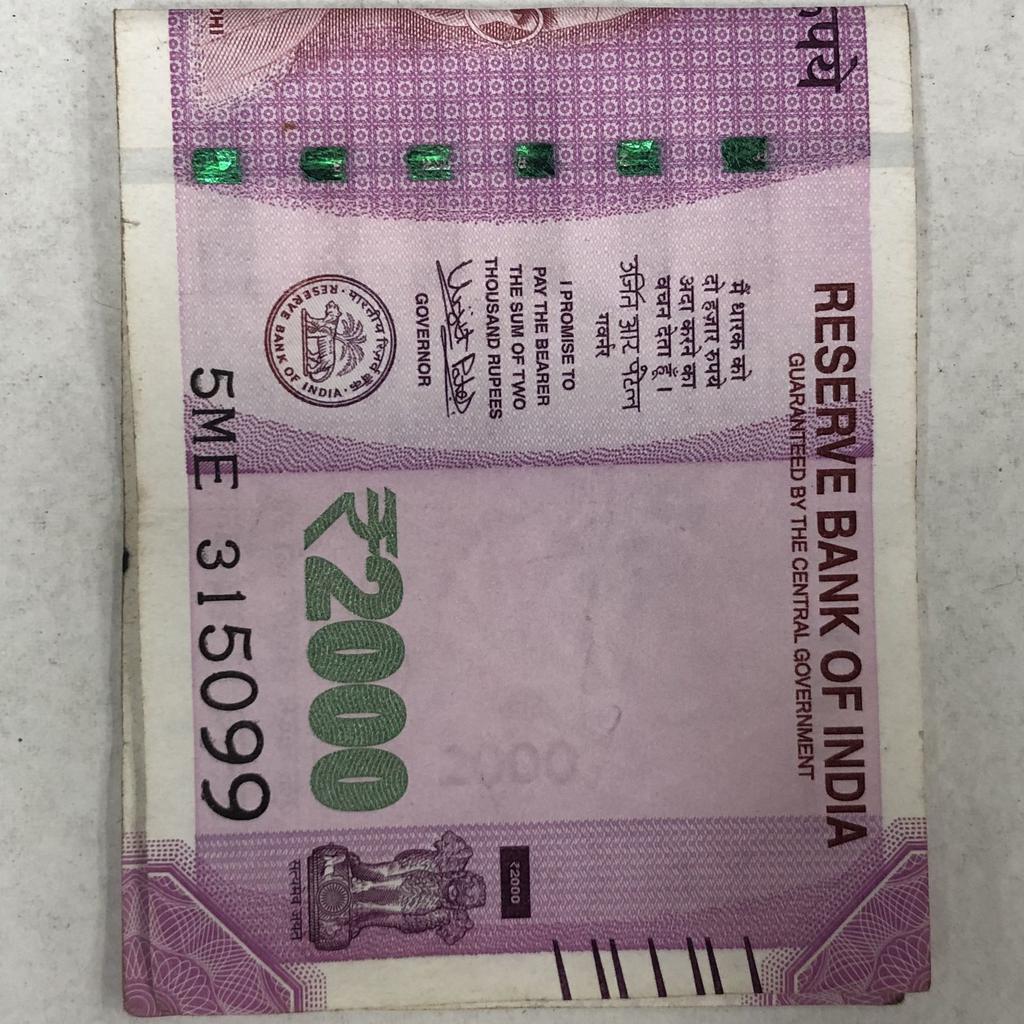 RESERVE BANK OF INDIA
GUARANTEED BY THE CENTRAL GOVERNMENT
रुपये
मैं धारक को
दो हज़ार रुपये
अदा करने का
वचन देता हूँ।
उर्जित आर पटेल
गवर्नर
I PROMISE TO
PAY THE BEARER
THE SUM OF TWO
THOUSAND RUPEES
Urjit Patel
GOVERNOR
भारतीय रिज़र्व बैंक
RESERVE BANK OF INDIA
₹2000
₹2000
2000
सत्यमेव जयते
5ME 315099